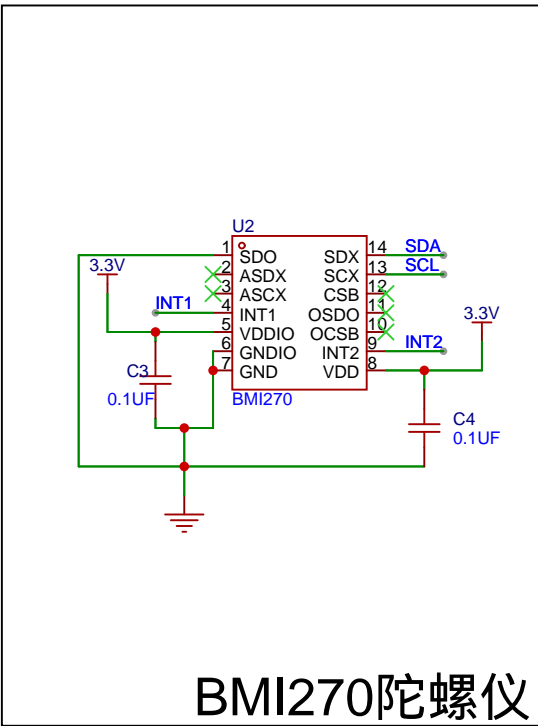 U2
1 SDO SDX 14 SDA
3.3V 2 ASDX SCX 13 SCL
3 ASCX CSB 12
INT1 4 INT1 OSDO 11
5 VDDIO OCSB 10 3.3V
6 GNDIO INT2 9 INT2
7 GND VDD 8
C3
0.1UF
BMI270
C4
0.1UF
BMI270陀螺仪